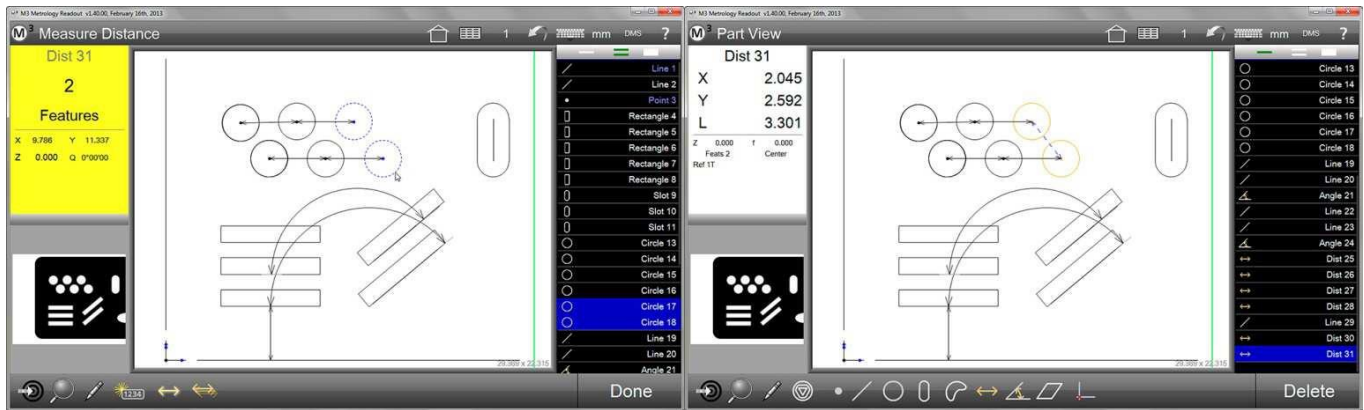 M3 Metrology Readout v1.40.00, February 16th, 2013
M3 Measure Distance
1
mm
DMS
?
Dist 31
2
Features
X 9.786 Y 11.337
Z 0.000 Q 0°00'00
Line 1
Line 2
Point 3
Rectangle 4
Rectangle 5
Rectangle 6
Rectangle 7
Rectangle 8
Slot 9
Slot 10
Slot 11
Circle 13
Circle 14
Circle 15
Circle 16
Circle 17
Circle 18
Line 19
Line 20
Angle 21
29.389 x 22.315
1234
Done
M3 Metrology Readout v1.40.00, February 16th, 2013
M3 Part View
1
mm
DMS
?
Dist 31
X 2.045
Y 2.592
L 3.301
Z 0.000 f 0.000
Feats 2 Center
Ref 1T
Circle 13
Circle 14
Circle 15
Circle 16
Circle 17
Circle 18
Line 19
Line 20
Angle 21
Line 22
Line 23
Angle 24
Dist 25
Dist 26
Dist 27
Dist 28
Line 29
Dist 30
Dist 31
29.389 x 22.315
Delete